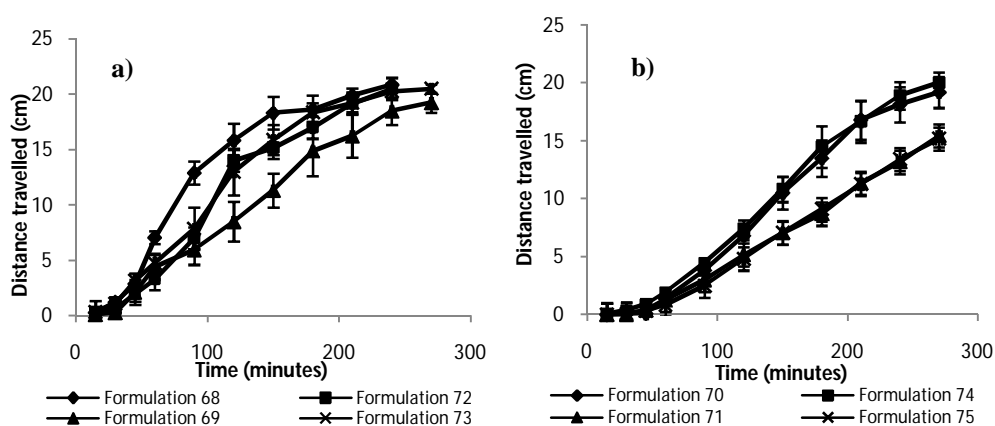 a)
25
20
15
10
5
0
0 100 200 300
Distance travelled (cm)
Time (minutes)
Formulation 68
Formulation 72
Formulation 69
Formulation 73
b)
25
20
15
10
5
0
0 100 200 300
Distance travelled (cm)
Time (minutes)
Formulation 70
Formulation 74
Formulation 71
Formulation 75